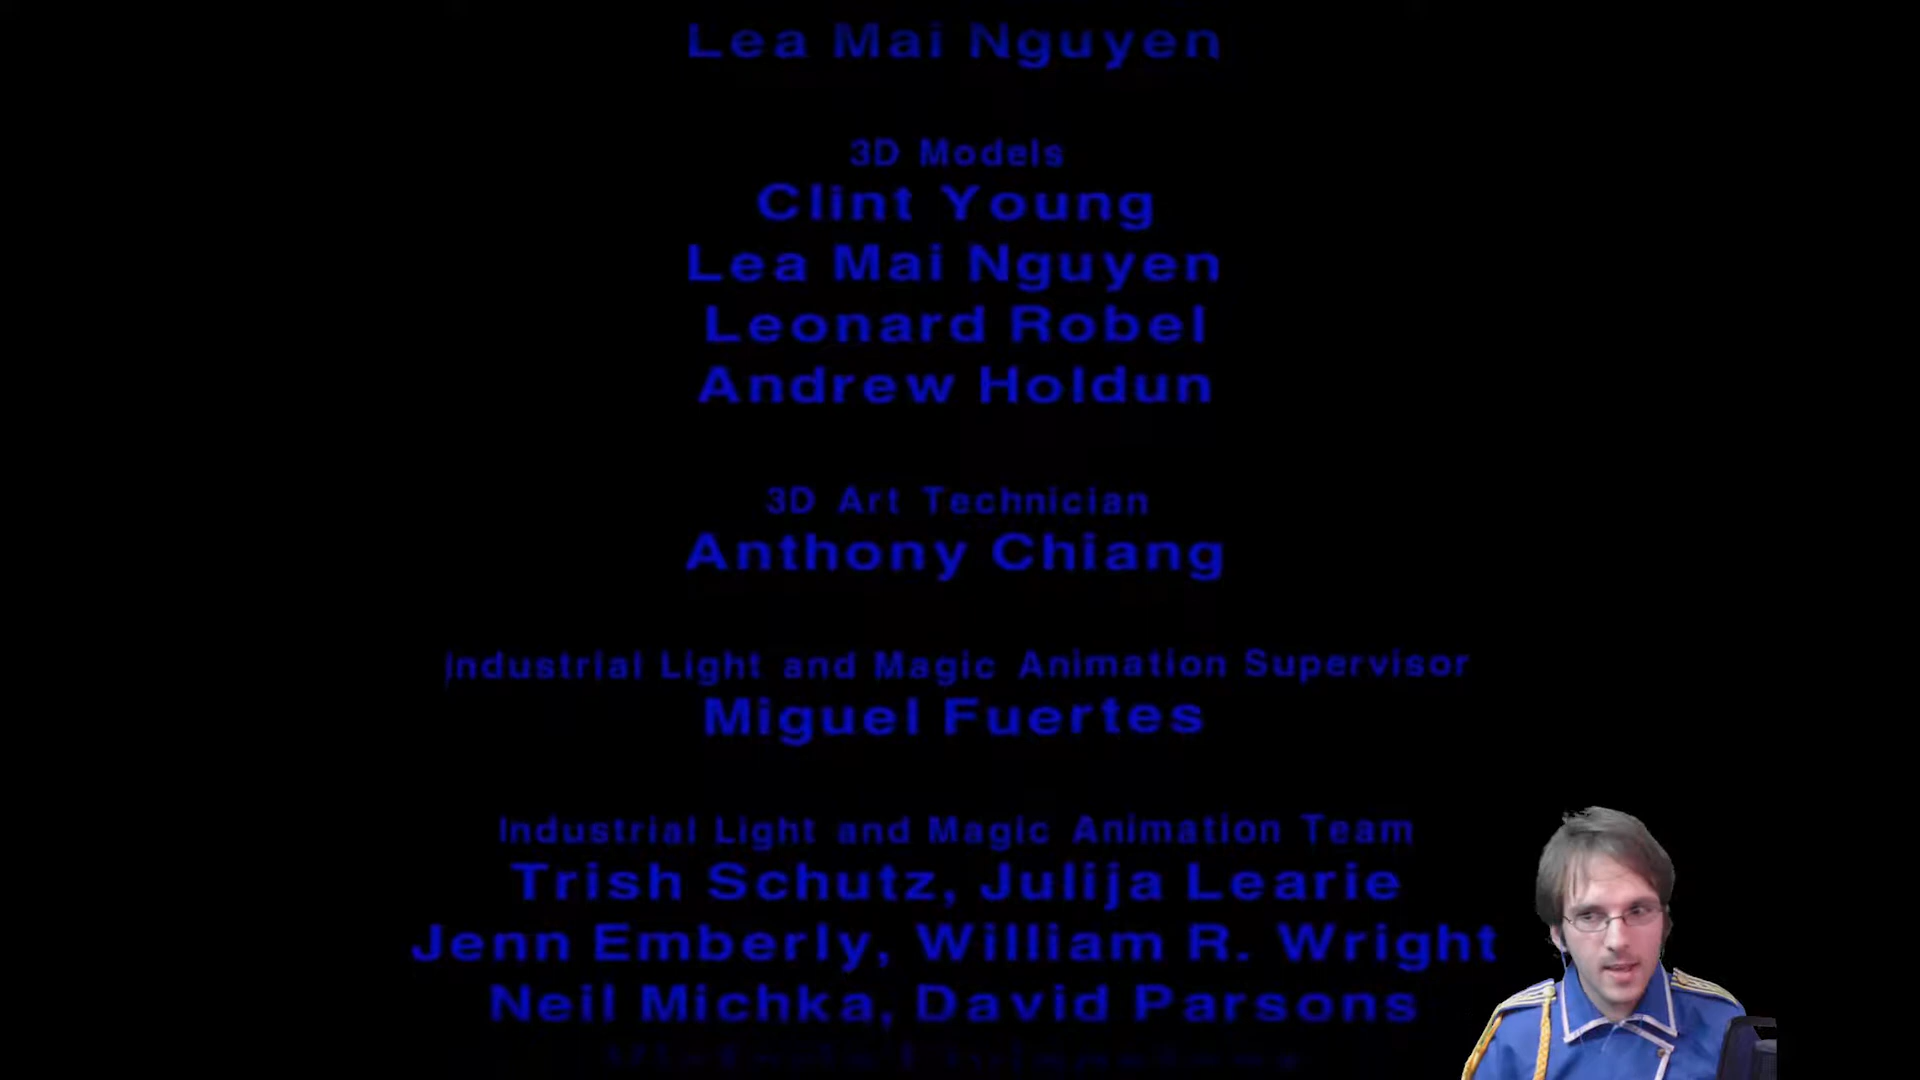 Lea Mai Nguyen
3D Models
Clint Young
Lea Mai Nguyen
Leonard Robel
Andrew Holdun
3D Art Technician
Anthony Chiang
Industrial Light and Magic Animation Supervisor
Miguel Fuertes
Industrial Light and Magic Animation Team
Trish Schutz, Julija Learie
Jenn Emberly, William R. Wright
Neil Michka, David Parsons